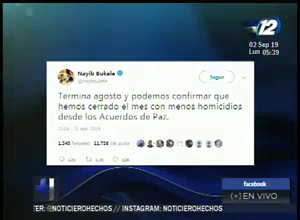 12
02 Sep 19
Lun 05:39
Nayib Bukele
Seguir
Termina agosto y podemos confirmar que
hemos cerrado el mes con menos homicidios
desde los Acuerdos de Paz.
facebook
(+) EN VIVO
TER: @NOTICIEROHECHOS // INSTAGRAM: NOTICIEROHECHOS